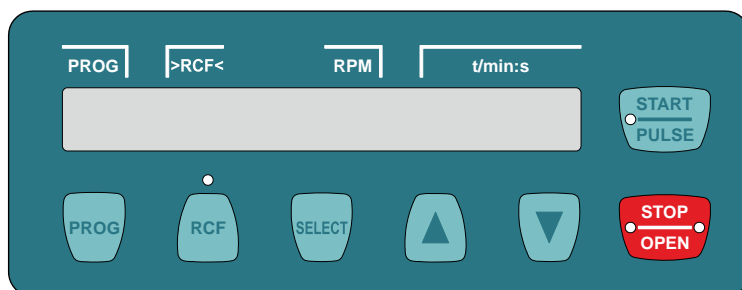 PROG >RCF< RPM t/min:s
START
PULSE
PROG RCF SELECT
STOP
OPEN